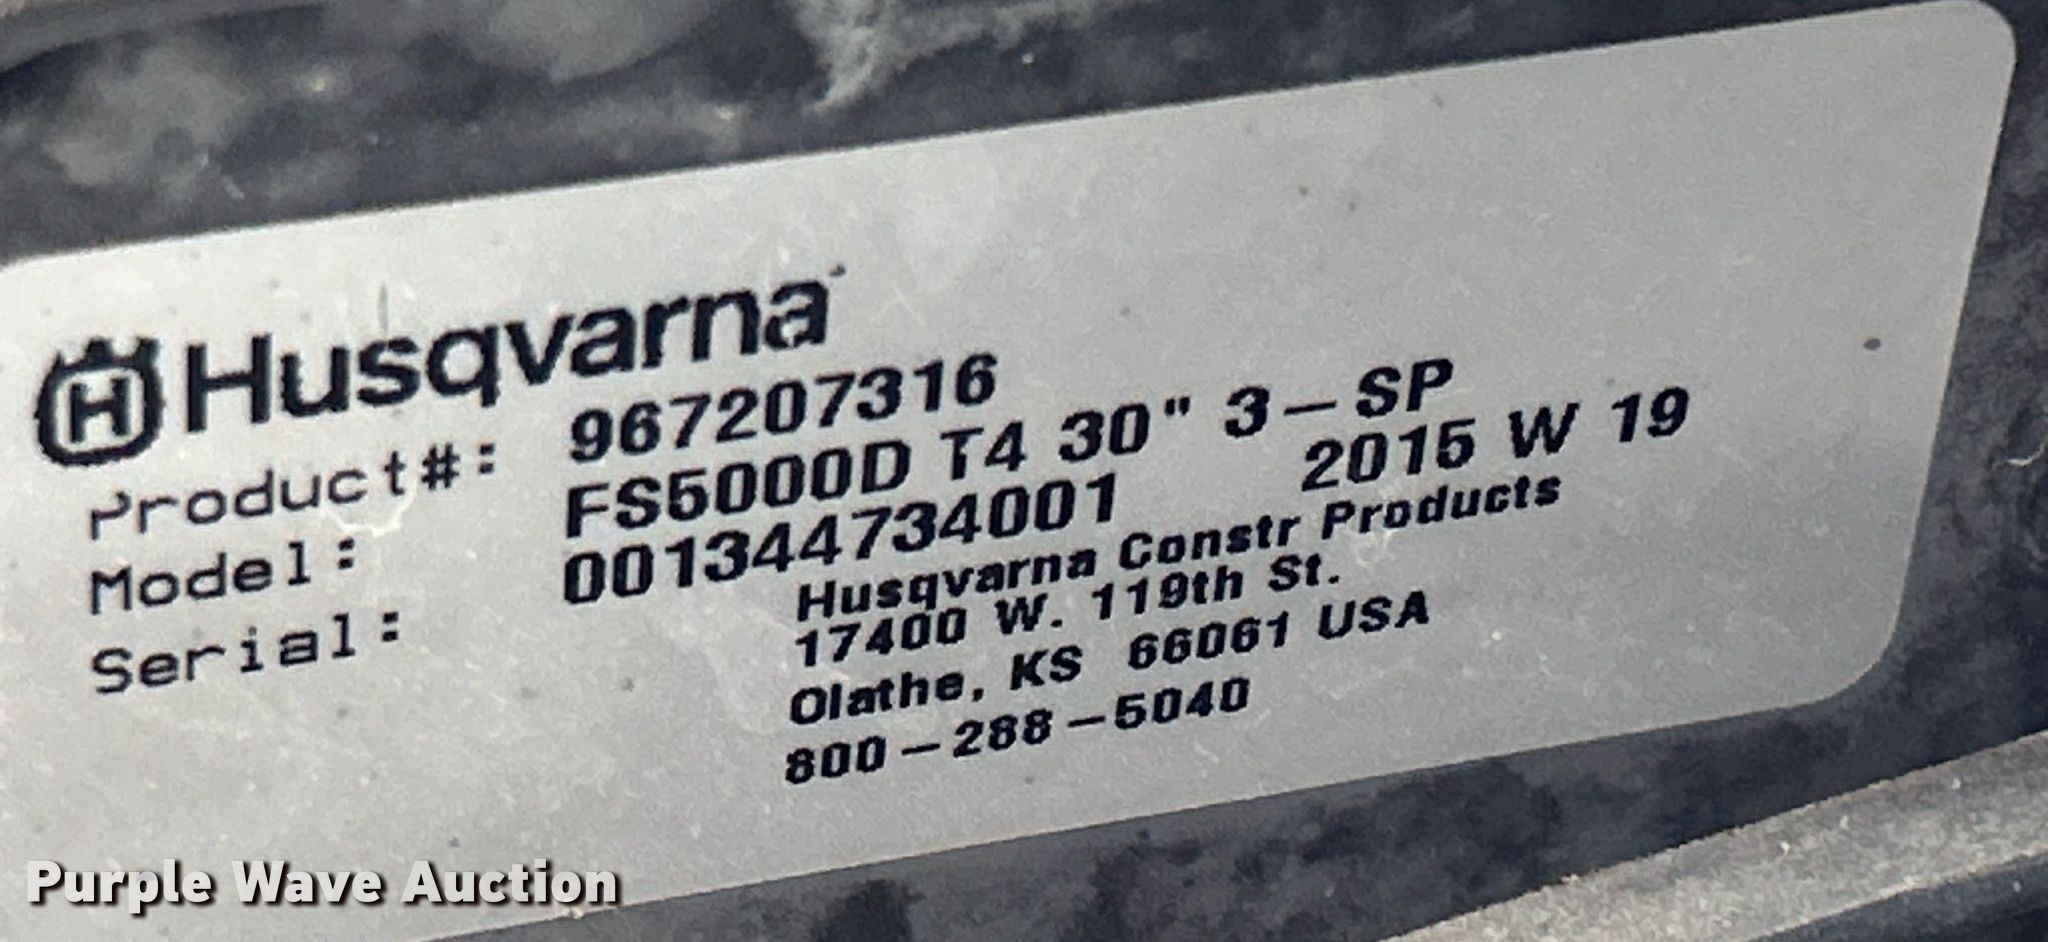 Husqvarna
Product#: 967207316
Model: FS5000D T4 30" 3-SP
Serial: 001344734001 2015 W 19
Husqvarna Constr Products
17400 W. 119th St.
Olathe, KS 66061 USA
800-288-5040
Purple Wave Auction